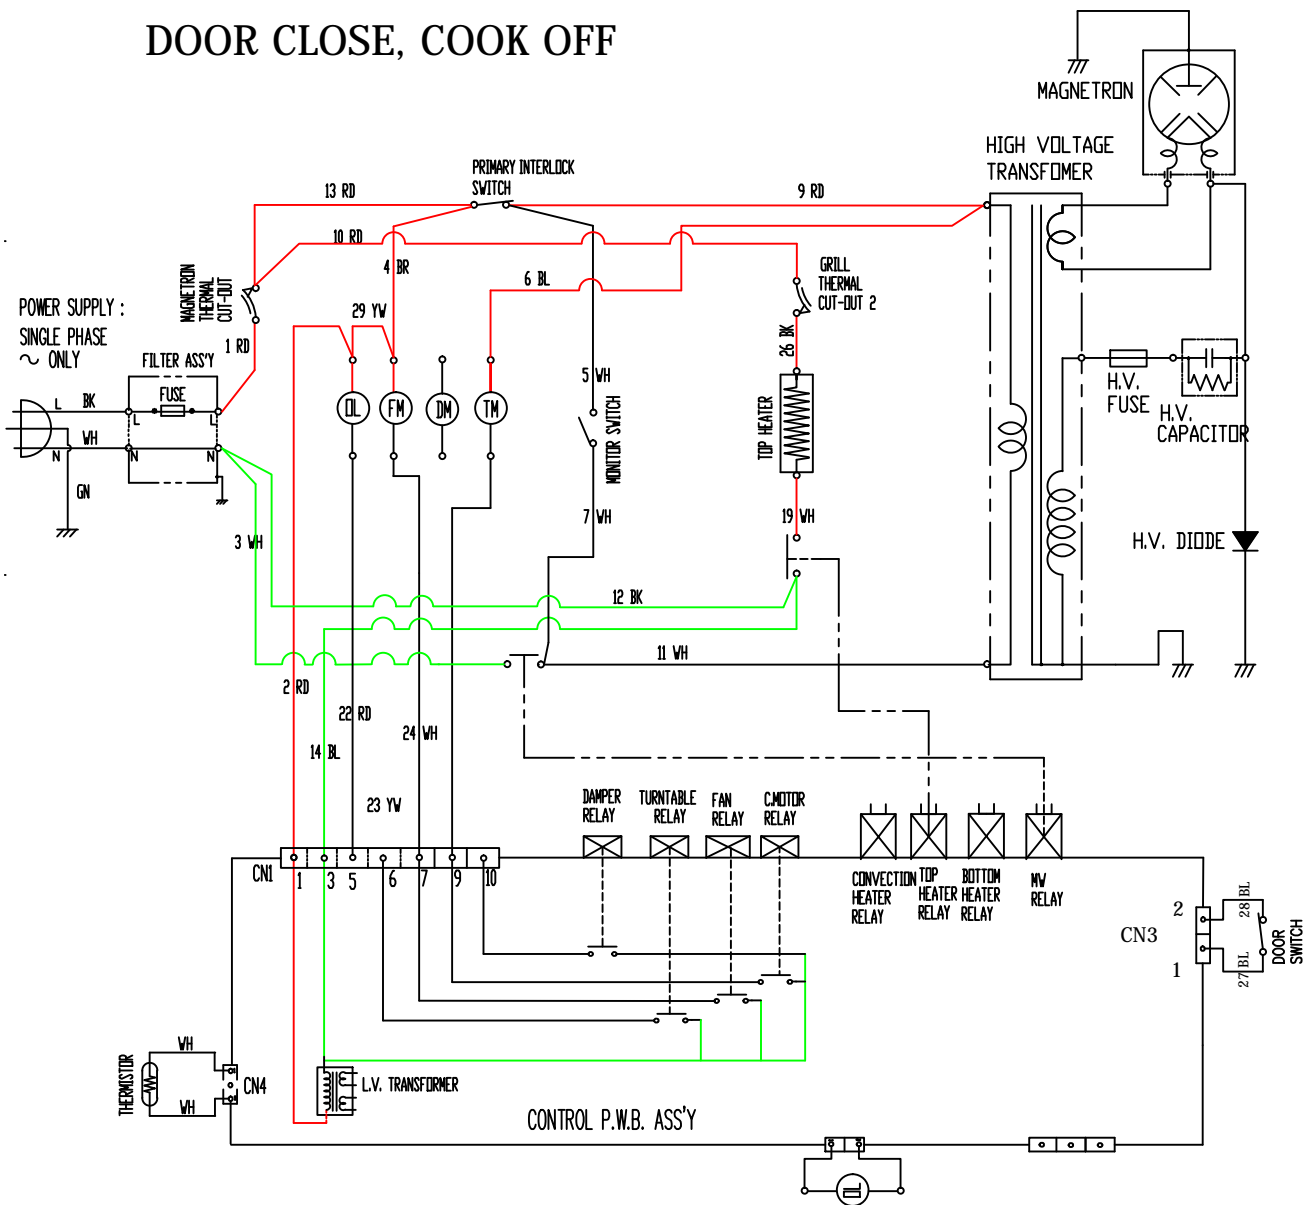 DOOR CLOSE, COOK OFF
MAGNETRON
HIGH VOLTAGE
TRANSFOMER
PRIMARY INTERLOCK
SWITCH
13 RD
9 RD
10 RD
4 BR
6 BL
GRILL
THERMAL
CUT-OUT 2
MAGNETRON
THERMAL
CUT-OUT
POWER SUPPLY :
SINGLE PHASE
~ ONLY
29 YW
1 RD
26 BK
FILTER ASS'Y
FUSE
L
BK
L
L
WH
N
N
N
GN
OL
FM
DM
TM
5 WH
MONITOR SWITCH
TOP HEATER
H.V.
FUSE
H.V.
CAPACITOR
7 WH
19 WH
H.V. DIODE
3 WH
12 BK
11 WH
2 RD
22 RD
24 WH
14 BL
23 YW
DAMPER
RELAY
TURNTABLE
RELAY
FAN
RELAY
C.MOTOR
RELAY
CN1
1
3
5
6
7
9
10
CONVECTION
HEATER
RELAY
TOP
HEATER
RELAY
BOTTOM
HEATER
RELAY
MW
RELAY
CN3
2
1
28 BL
27 BL
DOOR
SWITCH
THERMISTOR
WH
WH
CN4
L.V. TRANSFORMER
CONTROL P.W.B. ASS'Y
OL